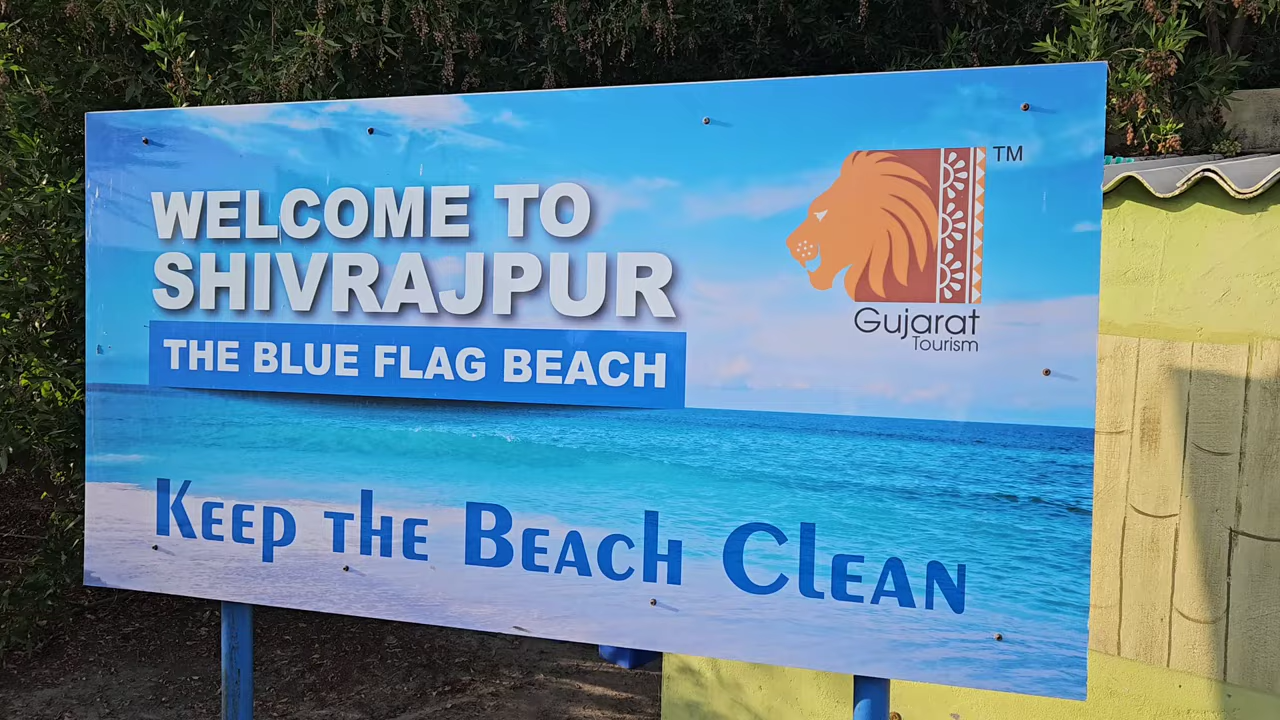 WELCOME TO
SHIVRAJPUR
THE BLUE FLAG BEACH
TM
Gujarat
Tourism
Keep the Beach Clean